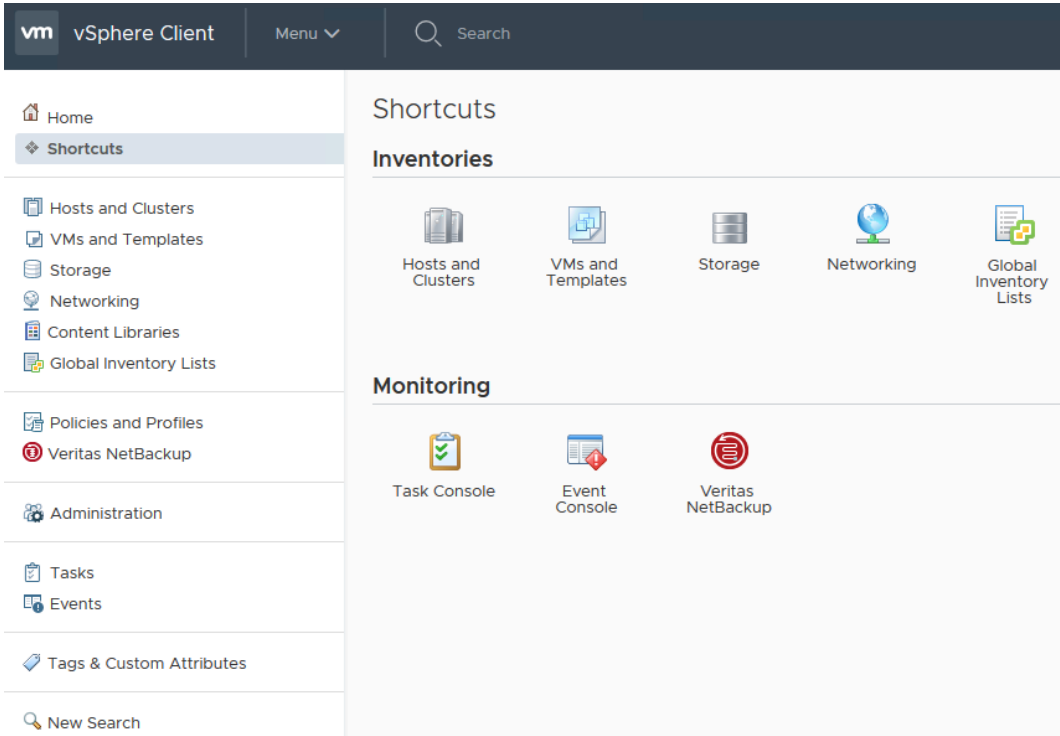 vm vSphere Client Menu Search
Home
Shortcuts
Hosts and Clusters
VMs and Templates
Storage
Networking
Content Libraries
Global Inventory Lists
Policies and Profiles
Veritas NetBackup
Administration
Tasks
Events
Tags & Custom Attributes
New Search
Shortcuts
Inventories
Hosts and
Clusters
VMs and
Templates
Storage
Networking
Global
Inventory
Lists
Monitoring
Task Console
Event
Console
Veritas
NetBackup